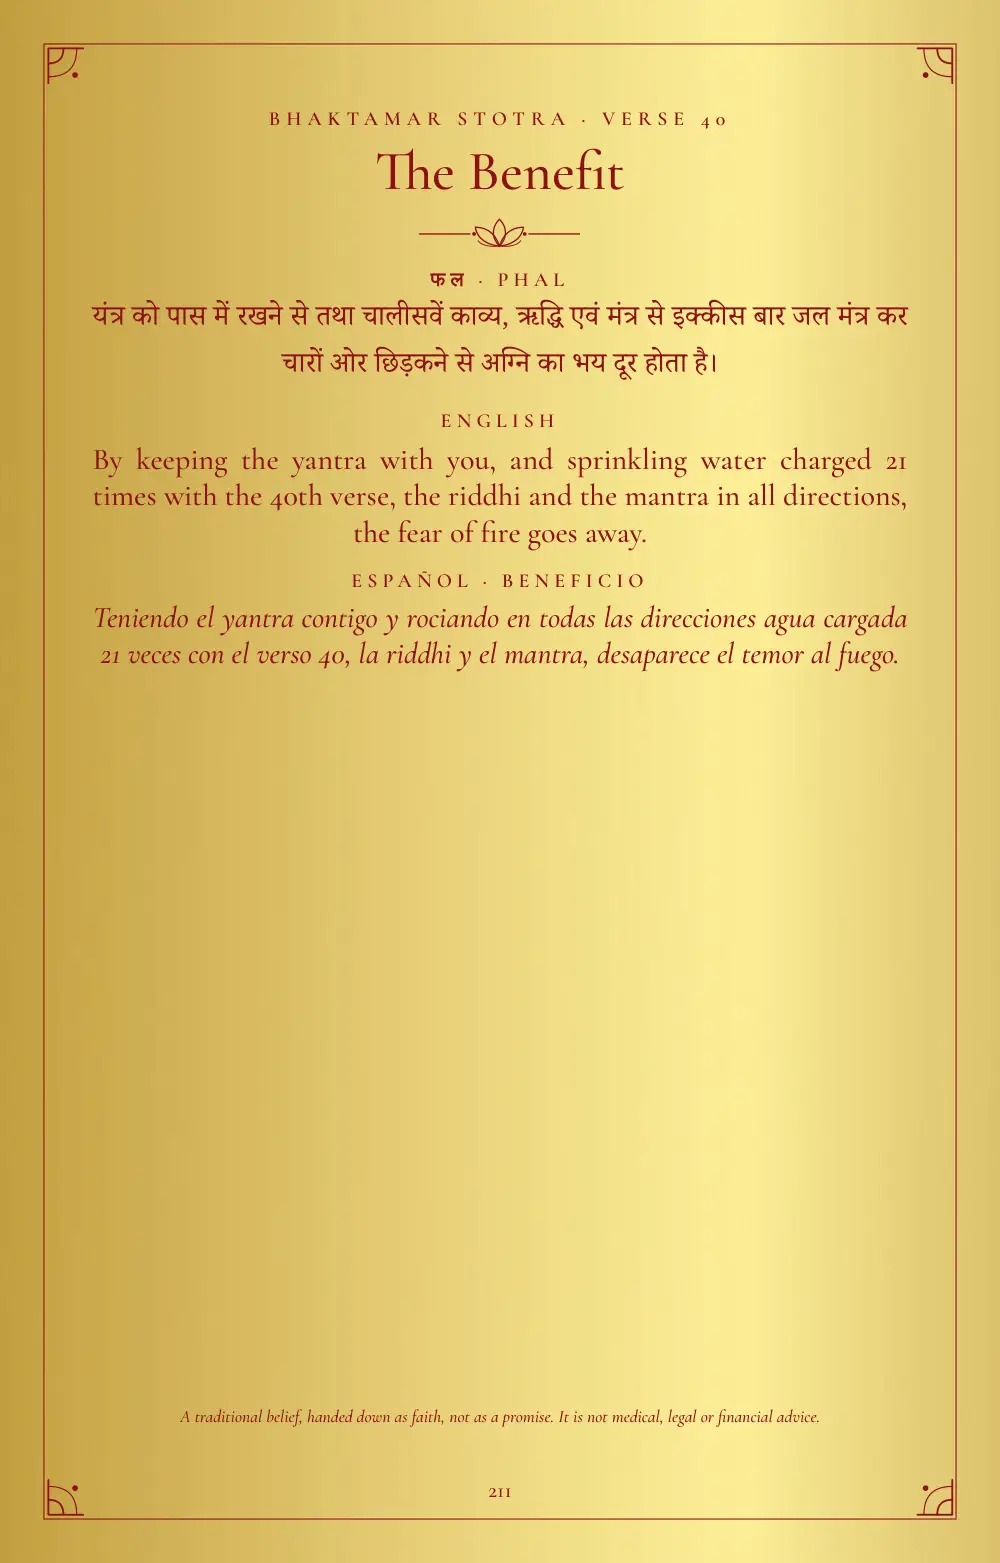 BHAKTAMAR STOTRA · VERSE 40
The Benefit
फल · PHAL
यंत्र को पास में रखने से तथा चालीसवें काव्य, ऋद्धि एवं मंत्र से इक्कीस बार जल मंत्र कर
चारों ओर छिड़कने से अग्नि का भय दूर होता है।
ENGLISH
By keeping the yantra with you, and sprinkling water charged 21
times with the 40th verse, the riddhi and the mantra in all directions,
the fear of fire goes away.
ESPAÑOL · BENEFICIO
Teniendo el yantra contigo y rociando en todas las direcciones agua cargada
21 veces con el verso 40, la riddhi y el mantra, desaparece el temor al fuego.
A traditional belief, handed down as faith, not as a promise. It is not medical, legal or financial advice.
211